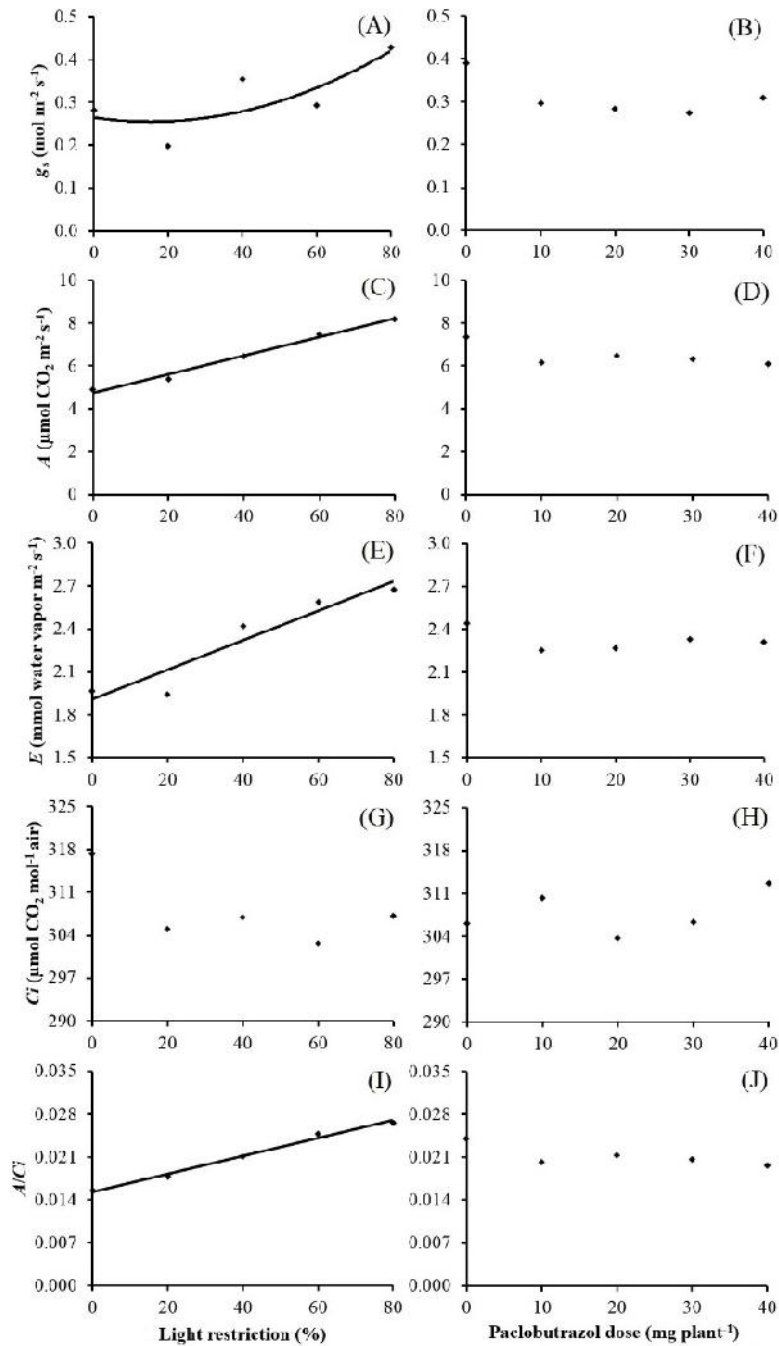 (A)
0.5
0.4
0.3
0.2
0.1
0.0
gs (mol m-2 s-1)
0 20 40 60 80
(B)
0.5
0.4
0.3
0.2
0.1
0.0
0 10 20 30 40
(C)
10
8
6
4
2
0
A (µmol CO2 m-2 s-1)
0 20 40 60 80
(D)
10
8
6
4
2
0
0 10 20 30 40
(E)
3.0
2.7
2.4
2.1
1.8
1.5
E (mmol water vapor m-2 s-1)
0 20 40 60 80
(F)
3.0
2.7
2.4
2.1
1.8
1.5
0 10 20 30 40
(G)
325
318
311
304
297
290
Ci (µmol CO2 mol-1 air)
0 20 40 60 80
(H)
325
318
311
304
297
290
0 10 20 30 40
(I)
0.035
0.028
0.021
0.014
0.007
0.000
A/Ci
0 20 40 60 80
Light restriction (%)
(J)
0.035
0.028
0.021
0.014
0.007
0.000
0 10 20 30 40
Paclobutrazol dose (mg plant-1)